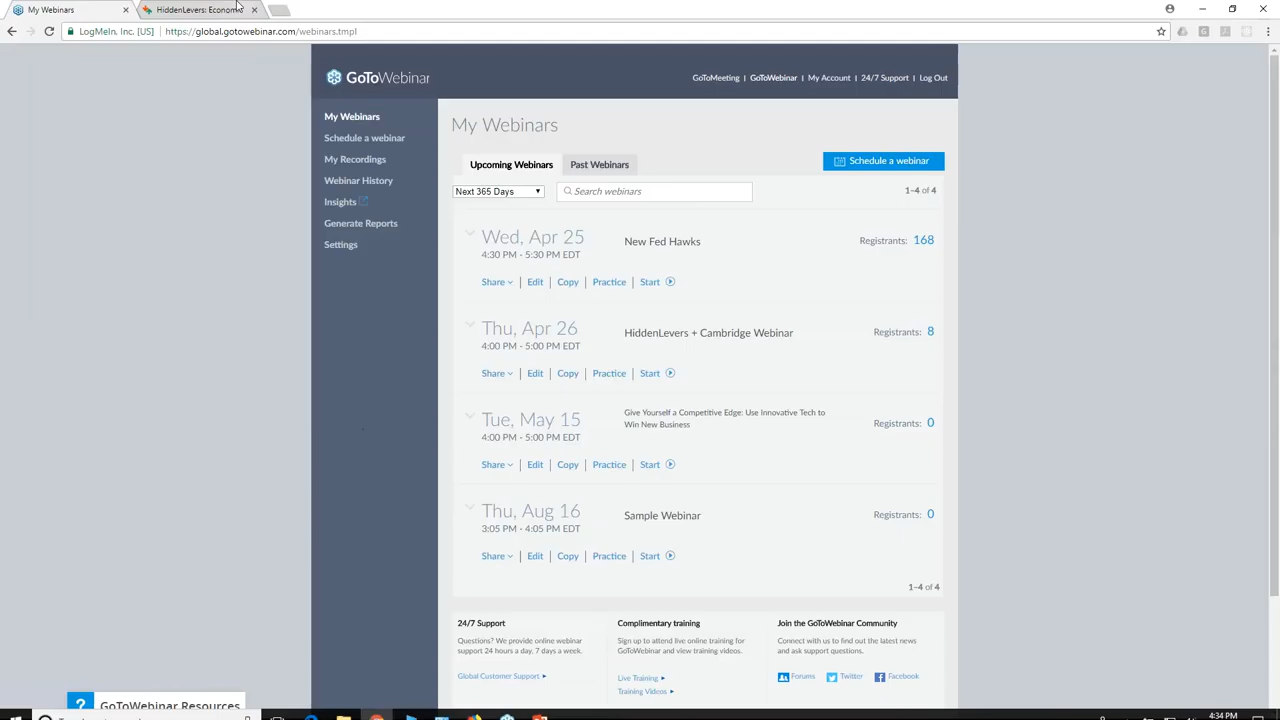 My Webinars
HiddenLevers: Econom
LogMeIn, Inc. [US] | https://global.gotowebinar.com/webinars.tmpl
GoToWebinar
GoToMeeting | GoToWebinar | My Account | 24/7 Support | Log Out
My Webinars
Schedule a webinar
My Recordings
Webinar History
Insights
Generate Reports
Settings
My Webinars
Upcoming Webinars
Past Webinars
Schedule a webinar
Next 365 Days
Search webinars
1–4 of 4
Wed, Apr 25
New Fed Hawks
Registrants: 168
4:30 PM - 5:30 PM EDT
Share | Edit | Copy | Practice | Start
Thu, Apr 26
HiddenLevers + Cambridge Webinar
Registrants: 8
4:00 PM - 5:00 PM EDT
Share | Edit | Copy | Practice | Start
Tue, May 15
Give Yourself a Competitive Edge: Use Innovative Tech to
Win New Business
Registrants: 0
4:00 PM - 5:00 PM EDT
Share | Edit | Copy | Practice | Start
Thu, Aug 16
Sample Webinar
Registrants: 0
3:05 PM - 4:05 PM EDT
Share | Edit | Copy | Practice | Start
1–4 of 4
24/7 Support
Questions? We provide online webinar
support 24 hours a day, 7 days a week.
Global Customer Support
Complimentary training
Sign up to attend live online training for
GoToWebinar and view training videos.
Live Training
Training Videos
Join the GoToWebinar Community
Connect with us to find out the latest news
and ask support questions.
Forums
Twitter
Facebook
? GoToWebinar Resources
4:34 PM